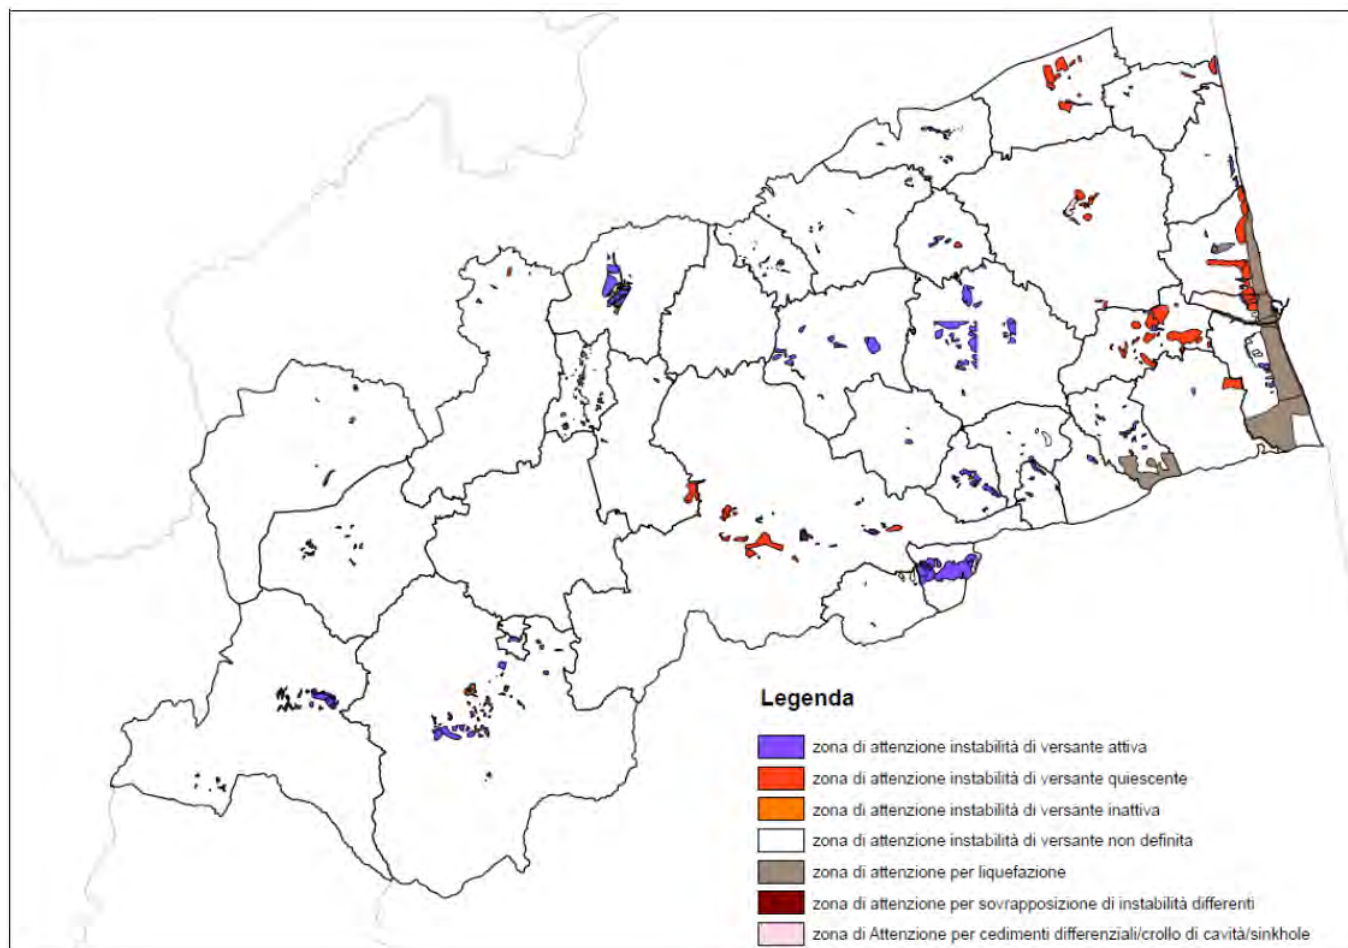 Legenda
zona di attenzione instabilità di versante attiva
zona di attenzione instabilità di versante quiescente
zona di attenzione instabilità di versante inattiva
zona di attenzione instabilità di versante non definita
zona di attenzione per liquefazione
zona di attenzione per sovrapposizione di instabilità differenti
zona di Attenzione per cedimenti differenziali/crollo di cavità/sinkhole